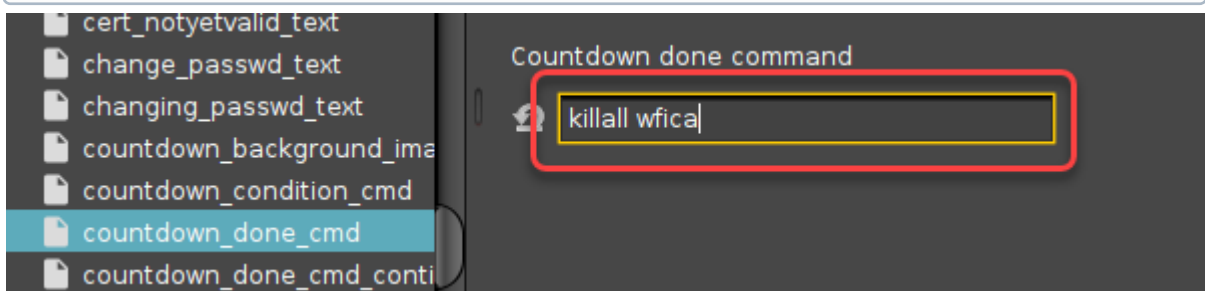 cert_notyetvalid_text
change_passwd_text
changing_passwd_text
countdown_background_ima
countdown_condition_cmd
countdown_done_cmd
countdown_done_cmd_conti
Countdown done command
killall wfica